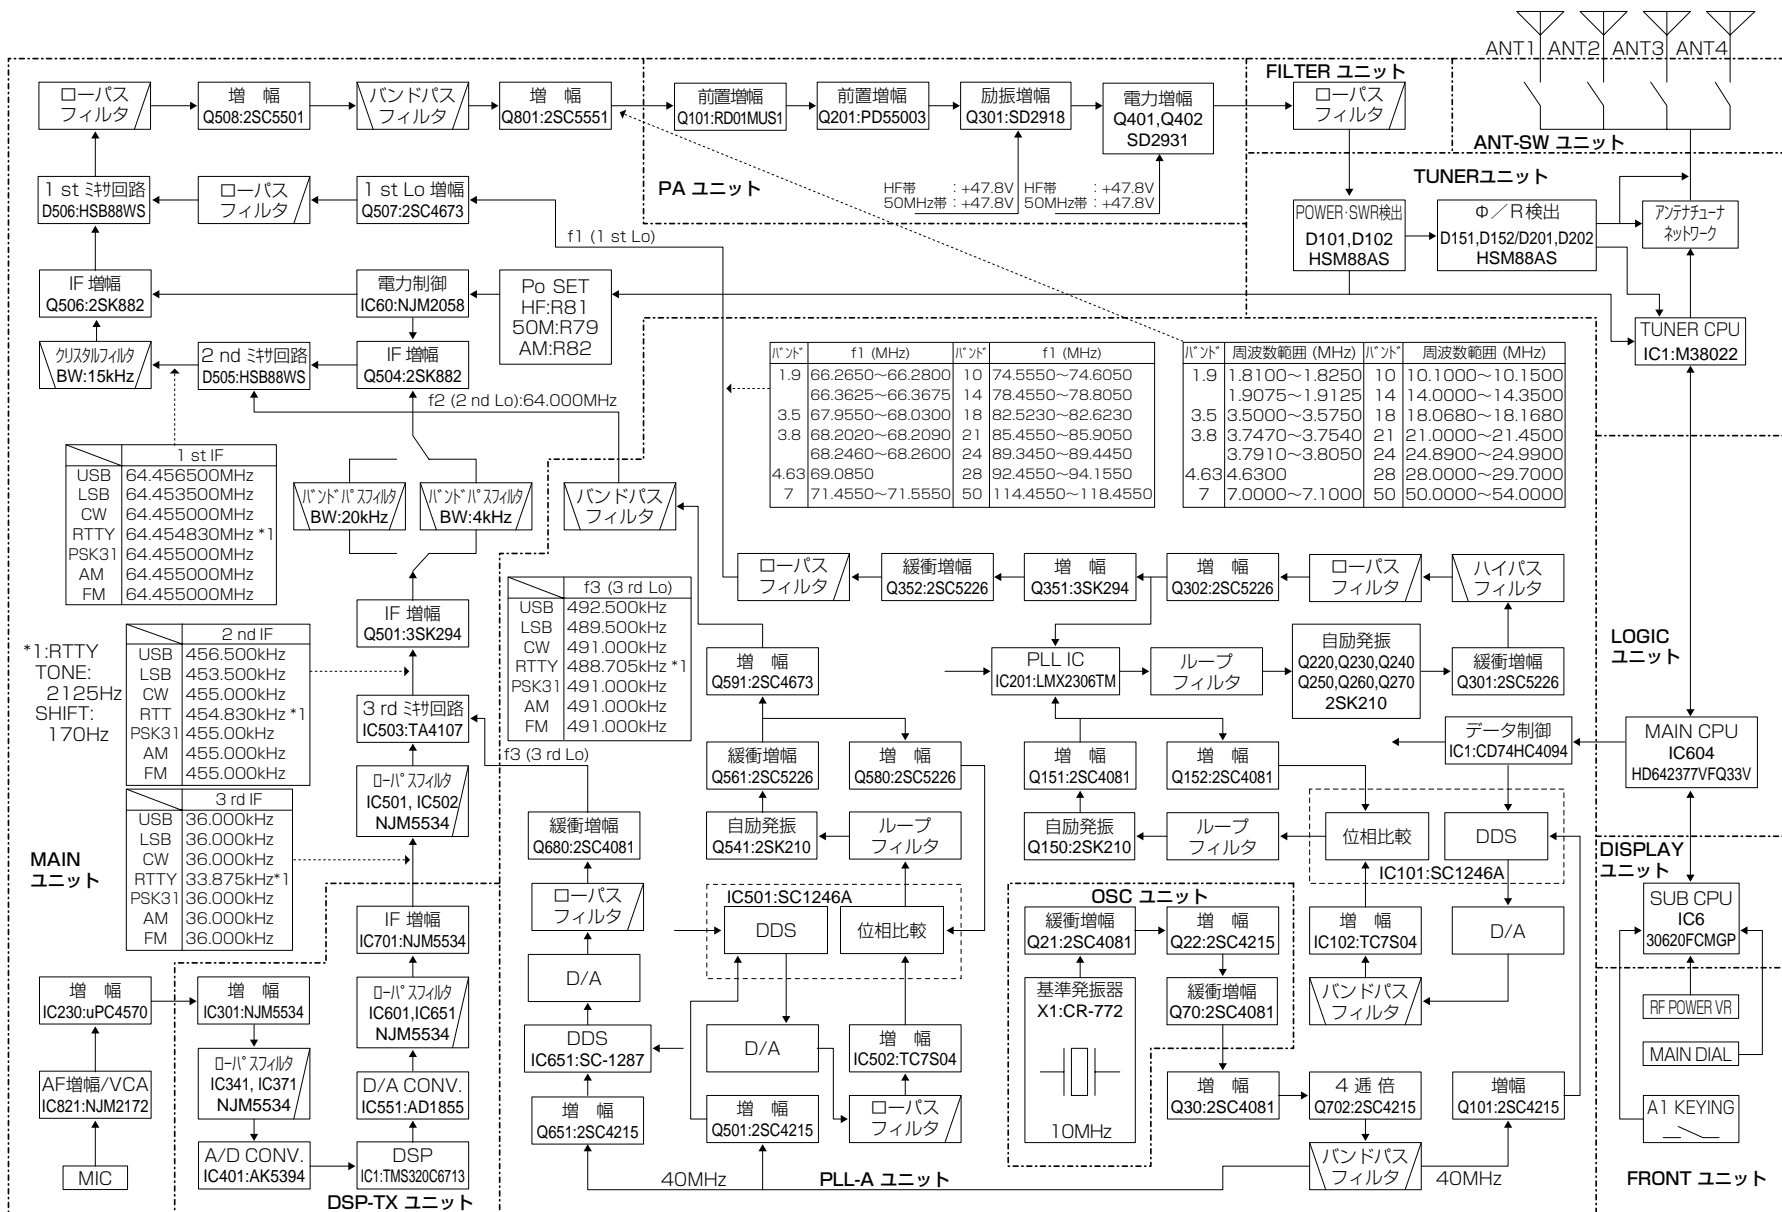 ANT1 ANT2 ANT3 ANT4
ローパス
フィルタ
増 幅
Q508:2SC5501
バンドパス
フィルタ
増 幅
Q801:2SC5551
前置増幅
Q101:RD01MUS1
前置増幅
Q201:PD55003
励振増幅
Q301:SD2918
電力増幅
Q401,Q402
SD2931
FILTER ユニット
ローパス
フィルタ
ANT-SW ユニット
1 st ミキサ回路
D506:HSB88WS
ローパス
フィルタ
1 st Lo 増幅
Q507:2SC4673
PA ユニット
HF帯 : +47.8V
50MHz帯 : +47.8V
HF帯 : +47.8V
50MHz帯 : +47.8V
TUNERユニット
POWER·SWR検出
D101,D102
HSM88AS
Φ/R検出
D151,D152/D201,D202
HSM88AS
アンテナチューナ
ネットワーク
f1 (1 st Lo)
IF 増幅
Q506:2SK882
電力制御
IC60:NJM2058
Po SET
HF:R81
50M:R79
AM:R82
TUNER CPU
IC1:M38022
クリスタルフィルタ
BW:15kHz
2 nd ミキサ回路
D505:HSB88WS
IF 増幅
Q504:2SK882
f2 (2 nd Lo):64.000MHz
バンド f1 (MHz) バンド f1 (MHz)
1.9 66.2650〜66.2800 10 74.5550〜74.6050
66.3625〜66.3675 14 78.4550〜78.8050
3.5 67.9550〜68.0300 18 82.5230〜82.6230
3.8 68.2020〜68.2090 21 85.4550〜85.9050
68.2460〜68.2600 24 89.3450〜89.4450
4.63 69.0850 28 92.4550〜94.1550
7 71.4550〜71.5550 50 114.4550〜118.4550
バンド 周波数範囲 (MHz) バンド 周波数範囲 (MHz)
1.9 1.8100〜1.8250 10 10.1000〜10.1500
1.9075〜1.9125 14 14.0000〜14.3500
3.5 3.5000〜3.5750 18 18.0680〜18.1680
3.8 3.7470〜3.7540 21 21.0000〜21.4500
3.7910〜3.8050 24 24.8900〜24.9900
4.63 4.6300 28 28.0000〜29.7000
7 7.0000〜7.1000 50 50.0000〜54.0000
1 st IF
USB 64.456500MHz
LSB 64.453500MHz
CW 64.455000MHz
RTTY 64.454830MHz *1
PSK31 64.455000MHz
AM 64.455000MHz
FM 64.455000MHz
バンドパスフィルタ
BW:20kHz
バンドパスフィルタ
BW:4kHz
バンドパス
フィルタ
ローパス
フィルタ
緩衝増幅
Q352:2SC5226
増 幅
Q351:3SK294
増 幅
Q302:2SC5226
ローパス
フィルタ
ハイパス
フィルタ
f3 (3 rd Lo)
USB 492.500kHz
LSB 489.500kHz
CW 491.000kHz
RTTY 488.705kHz *1
PSK31 491.000kHz
AM 491.000kHz
FM 491.000kHz
IF 増幅
Q501:3SK294
*1:RTTY
TONE:
2125Hz
SHIFT:
170Hz
2 nd IF
USB 456.500kHz
LSB 453.500kHz
CW 455.000kHz
RTT 454.830kHz *1
PSK31 455.00kHz
AM 455.000kHz
FM 455.000kHz
3 rd ミキサ回路
IC503:TA4107
増 幅
Q591:2SC4673
PLL IC
IC201:LMX2306TM
ループ
フィルタ
自励発振
Q220,Q230,Q240
Q250,Q260,Q270
2SK210
緩衝増幅
Q301:2SC5226
LOGIC
ユニット
f3 (3 rd Lo)
緩衝増幅
Q561:2SC5226
増 幅
Q580:2SC5226
増 幅
Q151:2SC4081
増 幅
Q152:2SC4081
データ制御
IC1:CD74HC4094
MAIN CPU
IC604
HD642377VFQ33V
ローパスフィルタ
IC501, IC502
NJM5534
3 rd IF
USB 36.000kHz
LSB 36.000kHz
CW 36.000kHz
RTTY 33.875kHz*1
PSK31 36.000kHz
AM 36.000kHz
FM 36.000kHz
MAIN
ユニット
緩衝増幅
Q680:2SC4081
自励発振
Q541:2SK210
ループ
フィルタ
自励発振
Q150:2SK210
ループ
フィルタ
位相比較
DDS
IC101:SC1246A
DISPLAY
ユニット
ローパス
フィルタ
IC501:SC1246A
DDS
位相比較
OSC ユニット
緩衝増幅
Q21:2SC4081
増 幅
Q22:2SC4215
増 幅
IC102:TC7S04
D/A
SUB CPU
IC6
30620FCMGP
IF 増幅
IC701:NJM5534
D/A
基準発振器
X1:CR-772
10MHz
緩衝増幅
Q70:2SC4081
バンドパス
フィルタ
RF POWER VR
増 幅
IC230:uPC4570
増 幅
IC301:NJM5534
ローパスフィルタ
IC601,IC651
NJM5534
DDS
IC651:SC-1287
D/A
増 幅
IC502:TC7S04
MAIN DIAL
ローパスフィルタ
IC341, IC371
NJM5534
AF増幅/VCA
IC821:NJM2172
D/A CONV.
IC551:AD1855
増 幅
Q651:2SC4215
増 幅
Q501:2SC4215
ローパス
フィルタ
増 幅
Q30:2SC4081
4 逓 倍
Q702:2SC4215
増幅
Q101:2SC4215
A1 KEYING
MIC
A/D CONV.
IC401:AK5394
DSP
IC1:TMS320C6713
DSP-TX ユニット
40MHz
PLL-A ユニット
バンドパス
フィルタ
40MHz
FRONT ユニット